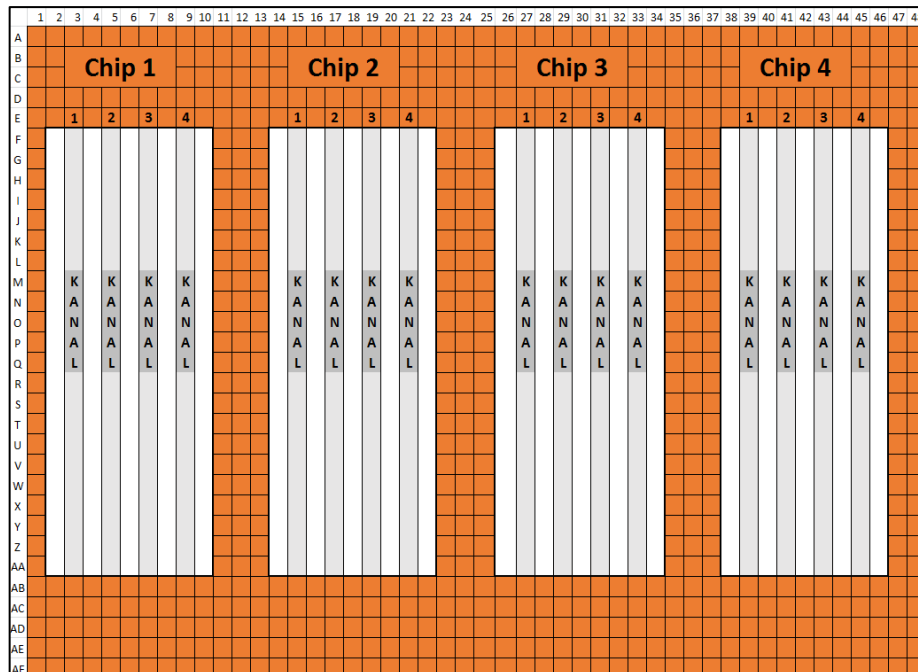 1 2 3 4 5 6 7 8 9 10 11 12 13 14 15 16 17 18 19 20 21 22 23 24 25 26 27 28 29 30 31 32 33 34 35 36 37 38 39 40 41 42 43 44 45 46 47
A
B
Chip 1 Chip 2 Chip 3 Chip 4
C
D
E 1 2 3 4 1 2 3 4 1 2 3 4 1 2 3 4
F
G
H
I
J
K
L
M K K K K K K K K K K K K K K K K
N A A A A A A A A A A A A A A A A
O N N N N N N N N N N N N N N N N
P A A A A A A A A A A A A A A A A
Q L L L L L L L L L L L L L L L L
R
S
T
U
V
W
X
Y
Z
AA
AB
AC
AD
AE
AF